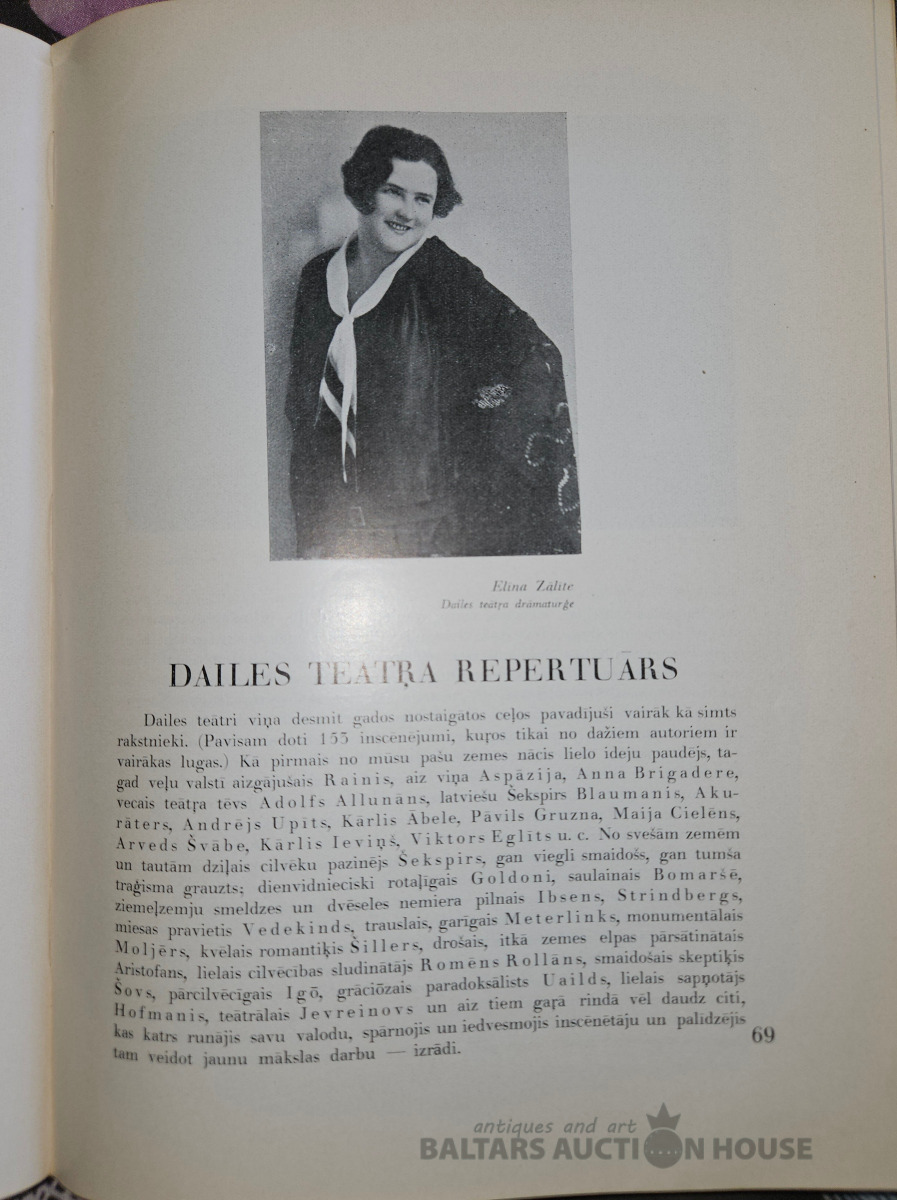 Elīna Zālīte
Dailes teātŗa drāmaturģe
DAILES TEĀTŖA REPERTUĀRS
Dailes teātri viņa desmit gados nostaigātos ceļos pavadījuši vairāk kā simts
rakstnieki. (Pavisam doti 153 inscenējumi, kuŗos tikai no dažiem autoriem ir
vairākas lugas.) Kā pirmais no mūsu pašu zemes nācis lielo ideju paudējs, ta-
gad veļu valstī aizgājušais Rainis, aiz viņa Aspāzija, Anna Brigadere,
vecais teātŗa tēvs Adolfs Allunāns, latviešu Šekspirs Blaumanis, Aku-
rāters, Andrējs Upīts, Kārlis Ābele, Pāvils Gruzna, Maija Cielēns,
Arveds Švābe, Kārlis Ieviņš, Viktors Eglīts u. c. No svešām zemēm
un tautām dziļais cilvēku pazinējs Šekspirs, gan viegli smaidošs, gan tumša
traģisma grauzts; dienvidnieciski rotaļīgais Goldoni, saulainais Bomaršē,
ziemeļzemju smeldzes un dvēseles nemiera pilnais Ibsens, Strindbergs,
miesas pravietis Vedekinds, trauslais, garīgais Meterlinks, monumentālais
Moljērs, kvēlais romantiķis Šillers, drošais, itkā zemes elpas pārsātinātais
Aristofans, lielais cilvēcības sludinātājs Romēns Rollāns, smaidošais skeptiķis
Šovs, pārcilvēcīgais Igō, grāciōzais paradoksālists Uailds, lielais sapņotājs
Hofmanis, teātrālais Jevreinovs un aiz tiem gaŗā rindā vēl daudz citi,
kas katrs runājis savu valodu, spārnojis un iedvesmojis inscēnētāju un palīdzējis
tam veidot jaunu mākslas darbu — izrādi.
69
antiques and art
BALTARS AUCTION HOUSE